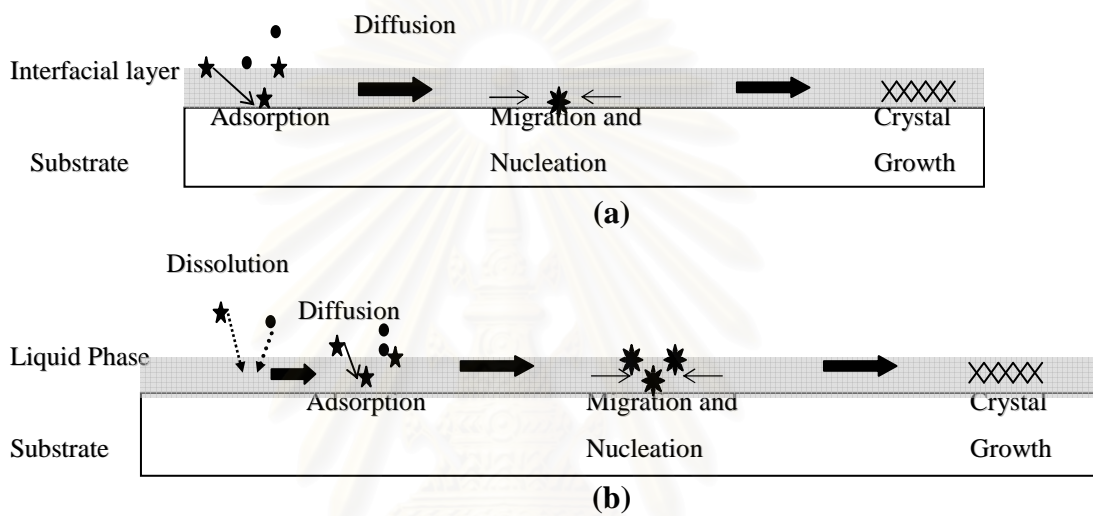 Diffusion
Interfacial layer
Adsorption
Migration and
Crystal
Substrate
Nucleation
Growth
(a)
Dissolution
Diffusion
Liquid Phase
Adsorption
Migration and
Crystal
Substrate
Nucleation
Growth
(b)